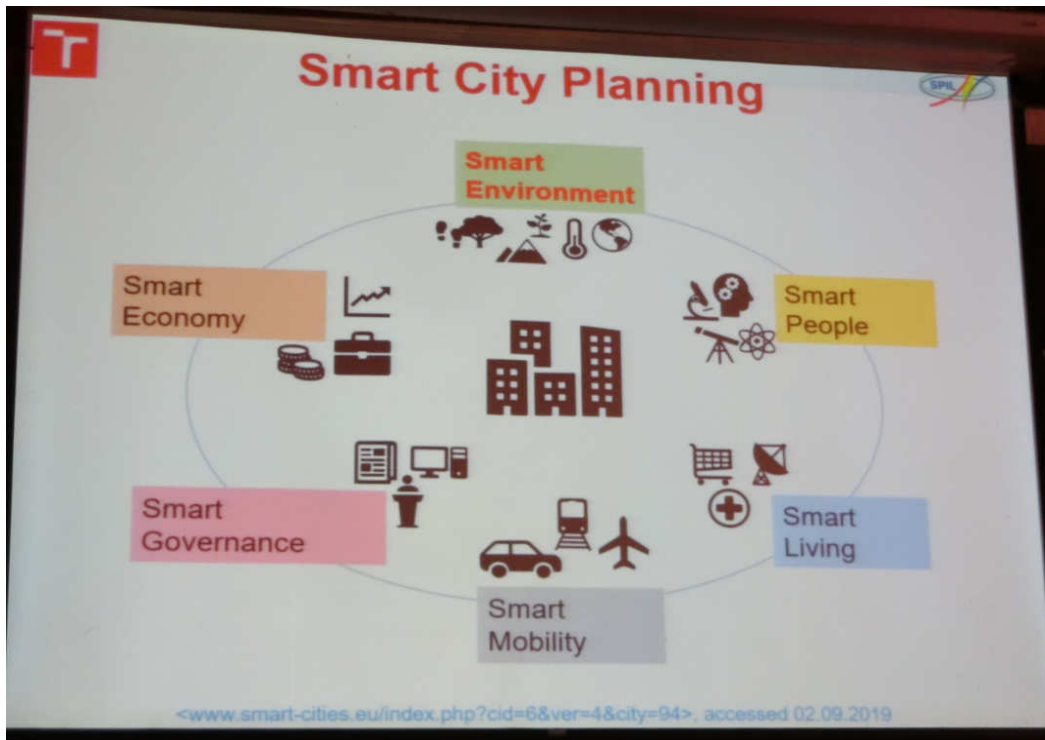 Smart City Planning
SPIL
Smart
Environment
Smart
Economy
Smart
People
Smart
Governance
Smart
Living
Smart
Mobility
<www.smart-cities.eu/index.php?cid=6&ver=4&city=94>, accessed 02.09.2019